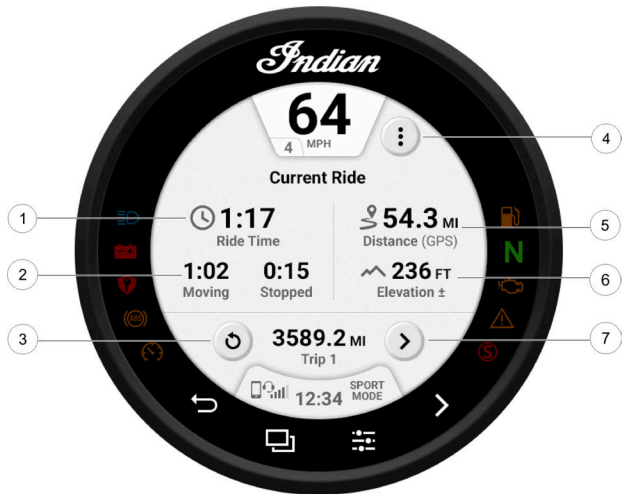 Indian
64
4 MPH
4
Current Ride
1
1:17
Ride Time
54.3 MI
Distance (GPS)
5
2
1:02
Moving
0:15
Stopped
236 FT
Elevation ±
6
N
(ABS)
3
3589.2 MI
Trip 1
7
S
12:34
SPORT
MODE